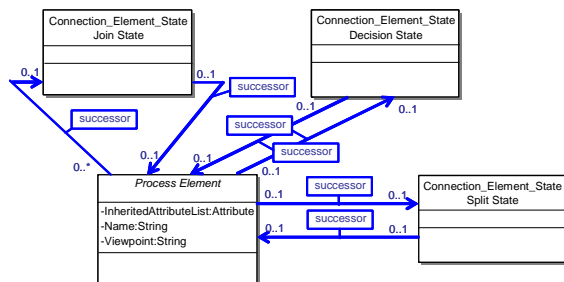 Connection_Element_State
Join State
Connection_Element_State
Decision State
0..1
0..1
successor
0..1
0..1
successor
successor
0..*
0..1
successor
0..1
successor
0..1
Process Element
-InheritedAttributeList:Attribute
-Name:String
-Viewpoint:String
0..1
successor
0..1
successor
0..1
0..1
Connection_Element_State
Split State